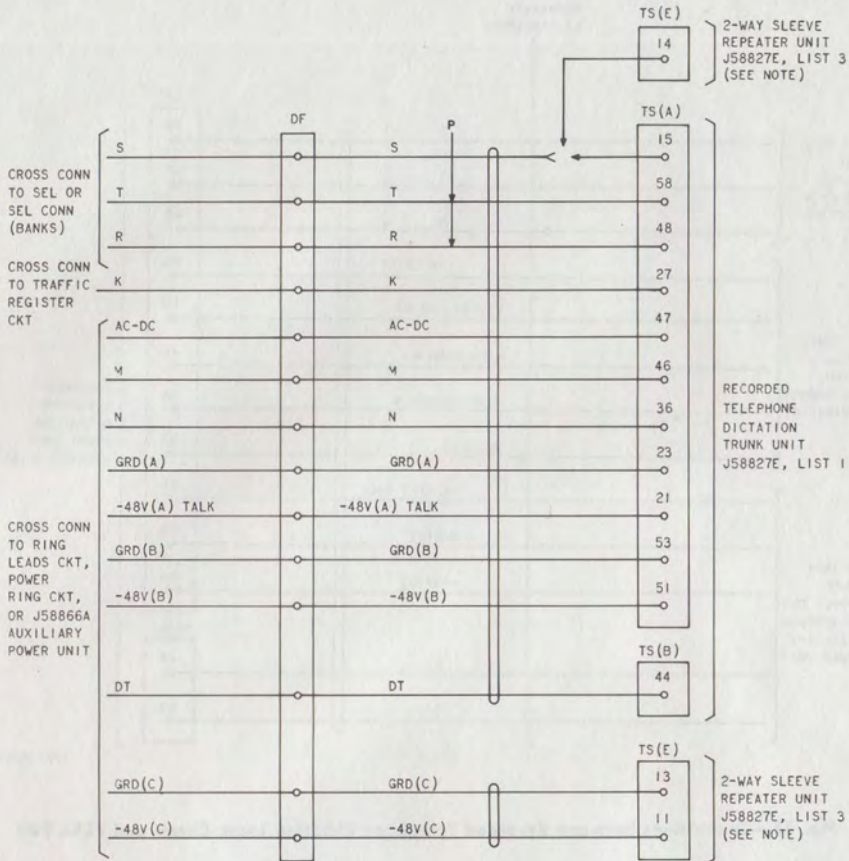 TS(E)
14
2-WAY SLEEVE
REPEATER UNIT
J58827E, LIST 3
(SEE NOTE)
DF
P
TS(A)
CROSS CONN
TO SEL OR
SEL CONN
(BANKS)
S
S
15
T
T
58
R
R
48
CROSS CONN
TO TRAFFIC
REGISTER
CKT
K
K
27
AC-DC
AC-DC
47
M
M
46
N
N
36
GRD(A)
GRD(A)
23
-48V(A) TALK
-48V(A) TALK
21
GRD(B)
GRD(B)
53
-48V(B)
-48V(B)
51
RECORDED
TELEPHONE
DICTATION
TRUNK UNIT
J58827E, LIST 1
CROSS CONN
TO RING
LEADS CKT,
POWER
RING CKT,
OR J58866A
AUXILIARY
POWER UNIT
TS(B)
DT
DT
44
TS(E)
GRD(C)
GRD(C)
13
-48V(C)
-48V(C)
11
2-WAY SLEEVE
REPEATER UNIT
J58827E, LIST 3
(SEE NOTE)